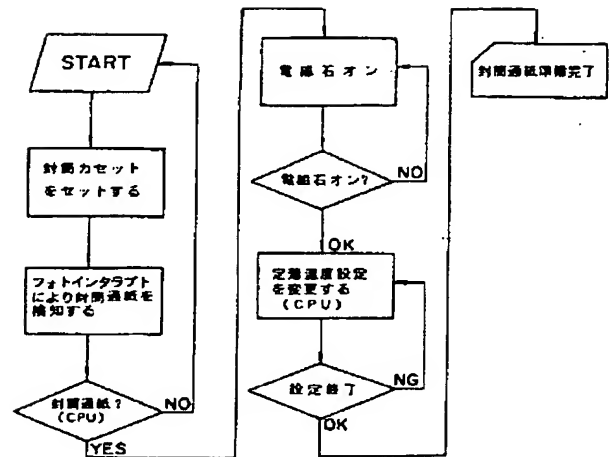 START
封筒カセット
をセットする
フォトインタラプト
により封筒通紙を
検知する
封筒通紙?
(CPU)
NO
YES
電磁石オン
電磁石オン?
NO
OK
定着温度設定
を変更する
(CPU)
設定終了
NG
OK
封筒通紙準備完了